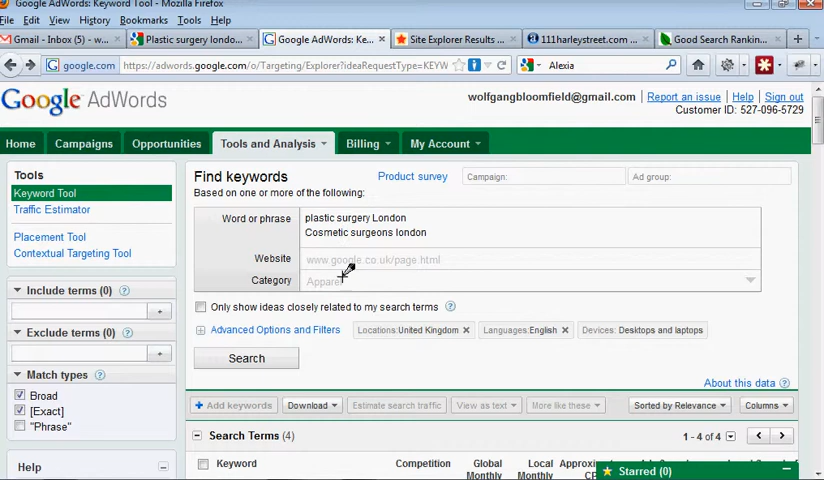 Google AdWords: Keyword Tool - Mozilla Firefox
File Edit View History Bookmarks Tools Help
Gmail - Inbox (5) - w...
Plastic surgery londo...
Google AdWords: Ke...
Site Explorer Results ...
111harleystreet.com ...
Good Search Rankin...
google.com https://adwords.google.com/o/Targeting/Explorer?ideaRequestType=KEYW
Alexia
Google AdWords
wolfgangbloomfield@gmail.com Report an issue Help Sign out
Customer ID: 527-096-5729
Home Campaigns Opportunities Tools and Analysis Billing My Account
Tools
Keyword Tool
Traffic Estimator
Placement Tool
Contextual Targeting Tool
Include terms (0) ?
+
Exclude terms (0) ?
+
Match types ?
Broad
[Exact]
"Phrase"
Help
Find keywords
Based on one or more of the following:
Product survey
Campaign:
Ad group:
Word or phrase
plastic surgery London
Cosmetic surgeons london
Website
www.google.co.uk/page.html
Category
Apparel
Only show ideas closely related to my search terms ?
Advanced Options and Filters
Locations: United Kingdom
Languages: English
Devices: Desktops and laptops
Search
About this data ?
+ Add keywords Download Estimate search traffic View as text More like these Sorted by Relevance Columns
Search Terms (4)
1 - 4 of 4
Keyword Competition Global Monthly Local Monthly
Starred (0)